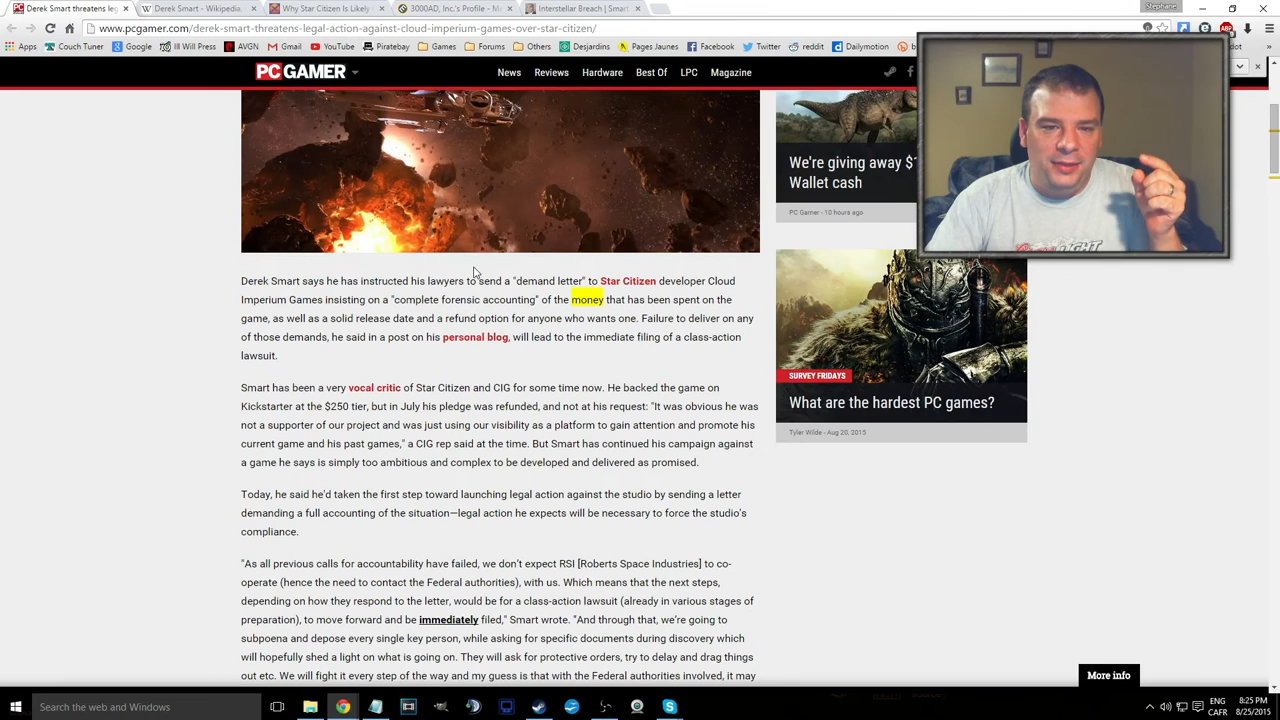 Derek Smart threatens leg
Derek Smart - Wikipedia,
Why Star Citizen Is Likely
3000AD, Inc.'s Profile -
Interstellar Breach | Smart
Stephane
www.pcgamer.com/derek-smart-threatens-legal-action-against-cloud-imperium-games-over-star-citizen/
Apps Couch Tuner Google Ill Will Press AVGN Gmail YouTube Piratebay Games Forums Others Desjardins Pages Jaunes Facebook Twitter reddit Dailymotion
PC GAMER
News Reviews Hardware Best Of LPC Magazine
We're giving away $1
Wallet cash
PC Gamer - 10 hours ago
Derek Smart says he has instructed his lawyers to send a "demand letter" to Star Citizen developer Cloud
Imperium Games insisting on a "complete forensic accounting" of the money that has been spent on the
game, as well as a solid release date and a refund option for anyone who wants one. Failure to deliver on any
of those demands, he said in a post on his personal blog, will lead to the immediate filing of a class-action
lawsuit.
SURVEY FRIDAYS
What are the hardest PC games?
Tyler Wilde - Aug 20, 2015
Smart has been a very vocal critic of Star Citizen and CIG for some time now. He backed the game on
Kickstarter at the $250 tier, but in July his pledge was refunded, and not at his request: "It was obvious he was
not a supporter of our project and was just using our visibility as a platform to gain attention and promote his
current game and his past games," a CIG rep said at the time. But Smart has continued his campaign against
a game he says is simply too ambitious and complex to be developed and delivered as promised.
Today, he said he'd taken the first step toward launching legal action against the studio by sending a letter
demanding a full accounting of the situation—legal action he expects will be necessary to force the studio's
compliance.
"As all previous calls for accountability have failed, we don't expect RSI [Roberts Space Industries] to co-
operate (hence the need to contact the Federal authorities), with us. Which means that the next steps,
depending on how they respond to the letter, would be for a class-action lawsuit (already in various stages of
preparation), to move forward and be immediately filed," Smart wrote. "And through that, we're going to
subpoena and depose every single key person, while asking for specific documents during discovery which
will hopefully shed a light on what is going on. They will ask for protective orders, try to delay and drag things
out etc. We will fight it every step of the way and my guess is that with the Federal authorities involved, it may
More info
Search the web and Windows
ENG
CAFR
8:25 PM
8/25/2015